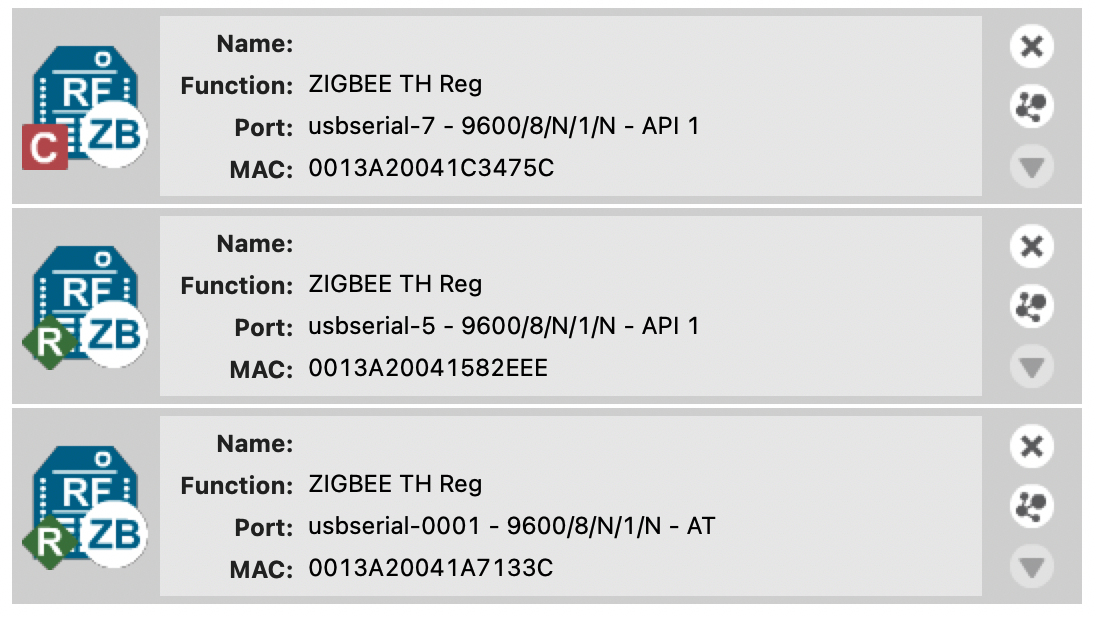 RF
ZB
C
Name:
Function: ZIGBEE TH Reg
Port: usbserial-7 - 9600/8/N/1/N - API 1
MAC: 0013A20041C3475C
RF
ZB
R
Name:
Function: ZIGBEE TH Reg
Port: usbserial-5 - 9600/8/N/1/N - API 1
MAC: 0013A20041582EEE
RF
ZB
R
Name:
Function: ZIGBEE TH Reg
Port: usbserial-0001 - 9600/8/N/1/N - AT
MAC: 0013A20041A7133C